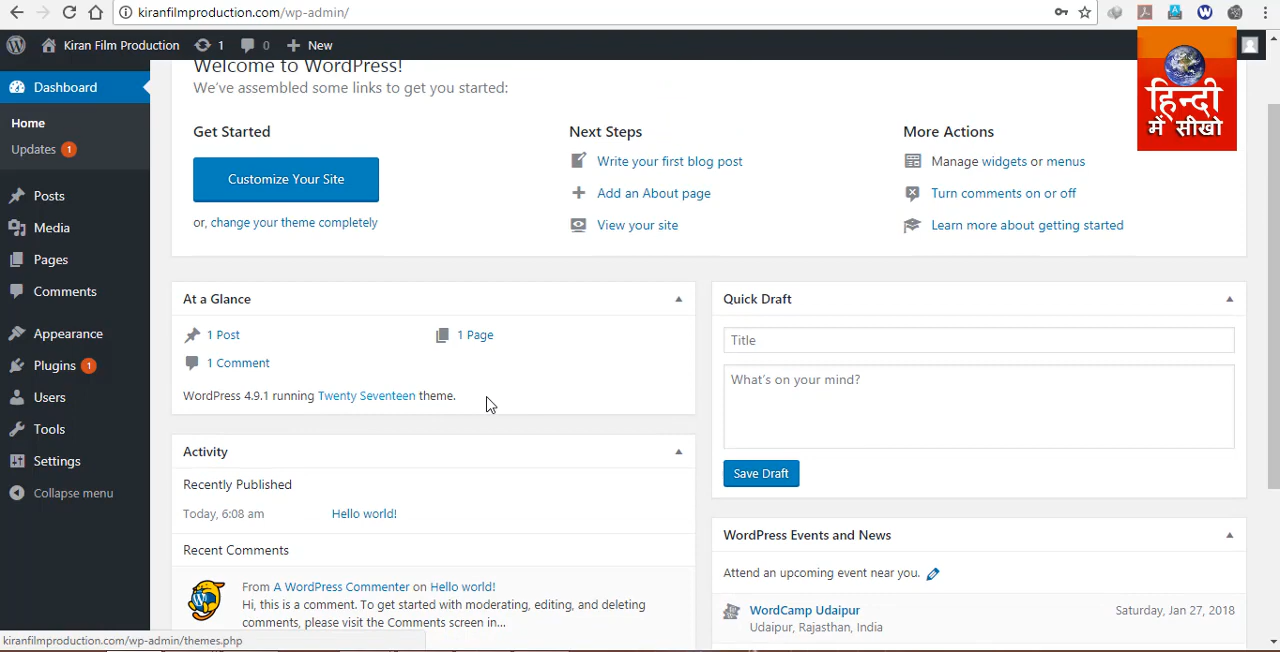 kiranfilmproduction.com/wp-admin/
Kiran Film Production 1 0 New
हिन्दी
में सीखो
Dashboard
Home
Updates 1
Posts
Media
Pages
Comments
Appearance
Plugins 1
Users
Tools
Settings
Collapse menu
Welcome to WordPress!
We've assembled some links to get you started:
Get Started
Customize Your Site
or, change your theme completely
Next Steps
Write your first blog post
Add an About page
View your site
More Actions
Manage widgets or menus
Turn comments on or off
Learn more about getting started
At a Glance
1 Post 1 Page
1 Comment
WordPress 4.9.1 running Twenty Seventeen theme.
Activity
Recently Published
Today, 6:08 am Hello world!
Recent Comments
From A WordPress Commenter on Hello world!
Hi, this is a comment. To get started with moderating, editing, and deleting
comments, please visit the Comments screen in...
Quick Draft
Title
What's on your mind?
Save Draft
WordPress Events and News
Attend an upcoming event near you.
WordCamp Udaipur Saturday, Jan 27, 2018
Udaipur, Rajasthan, India
kiranfilmproduction.com/wp-admin/themes.php